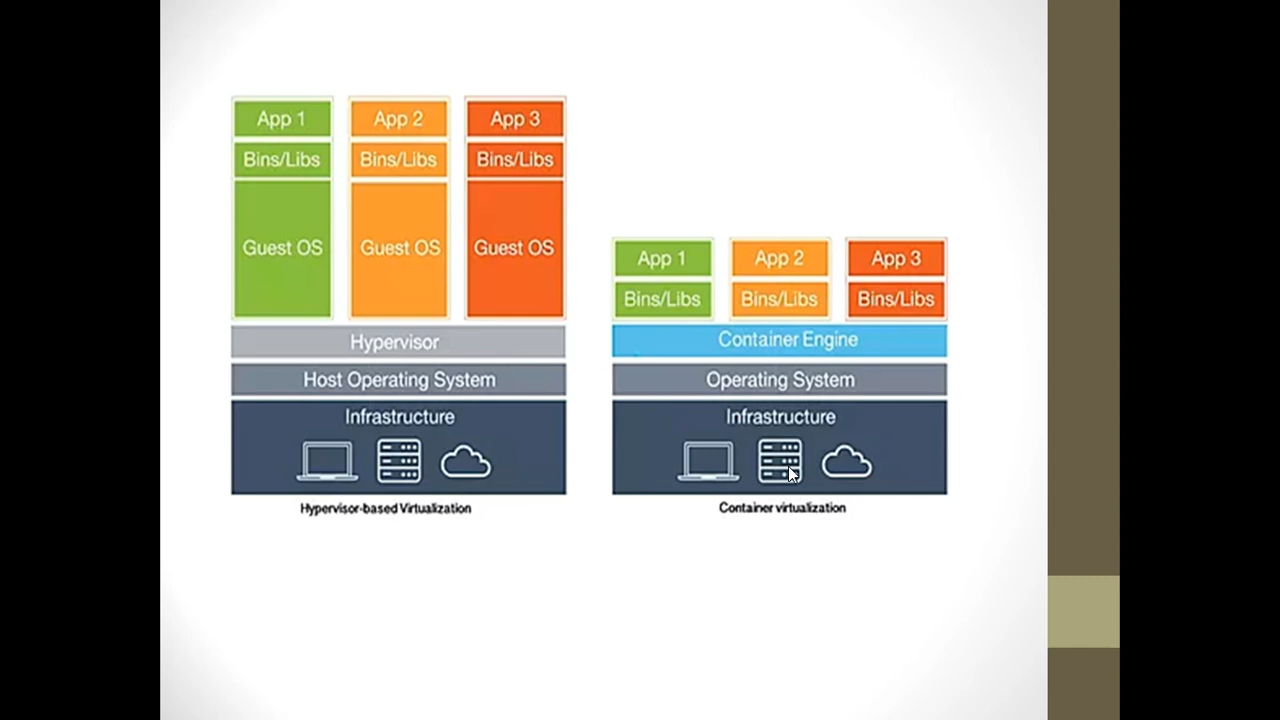 App 1
App 2
App 3
Bins/Libs
Bins/Libs
Bins/Libs
Guest OS
Guest OS
Guest OS
Hypervisor
Host Operating System
Infrastructure
Hypervisor-based Virtualization
App 1
App 2
App 3
Bins/Libs
Bins/Libs
Bins/Libs
Container Engine
Operating System
Infrastructure
Container virtualization